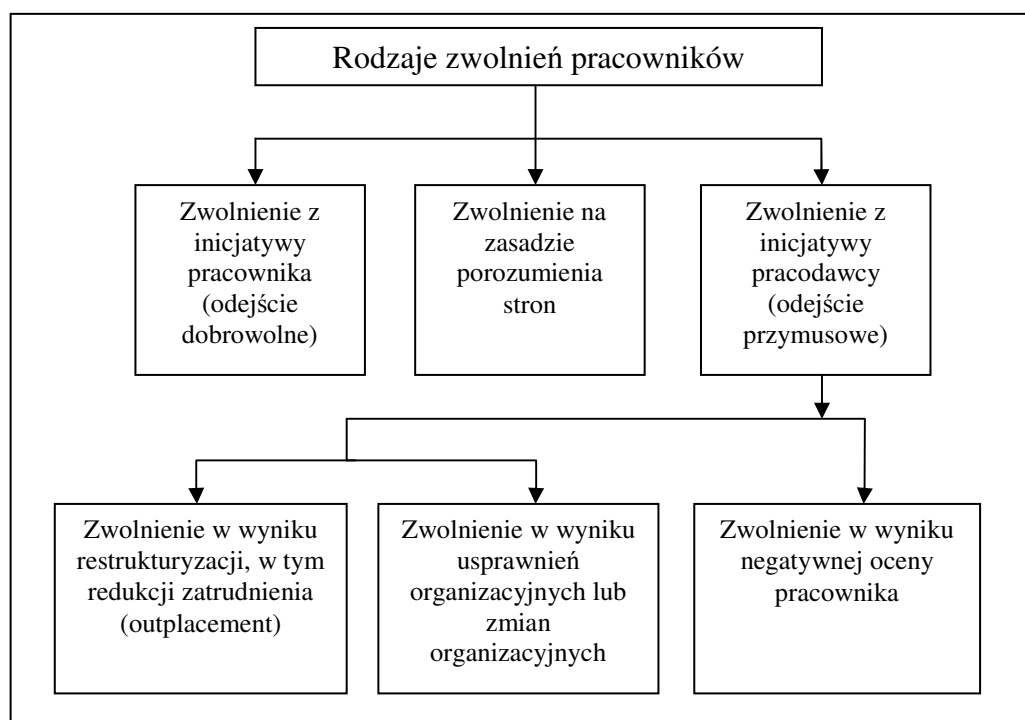 Rodzaje zwolnień pracowników
Zwolnienie z
inicjatywy
pracownika
(odejście
dobrowolne)
Zwolnienie na
zasadzie
porozumienia
stron
Zwolnienie z
inicjatywy
pracodawcy
(odejście
przymusowe)
Zwolnienie w wyniku
restrukturyzacji, w tym
redukcji zatrudnienia
(outplacement)
Zwolnienie w wyniku
usprawnień
organizacyjnych lub
zmian
organizacyjnych
Zwolnienie w wyniku
negatywnej oceny
pracownika